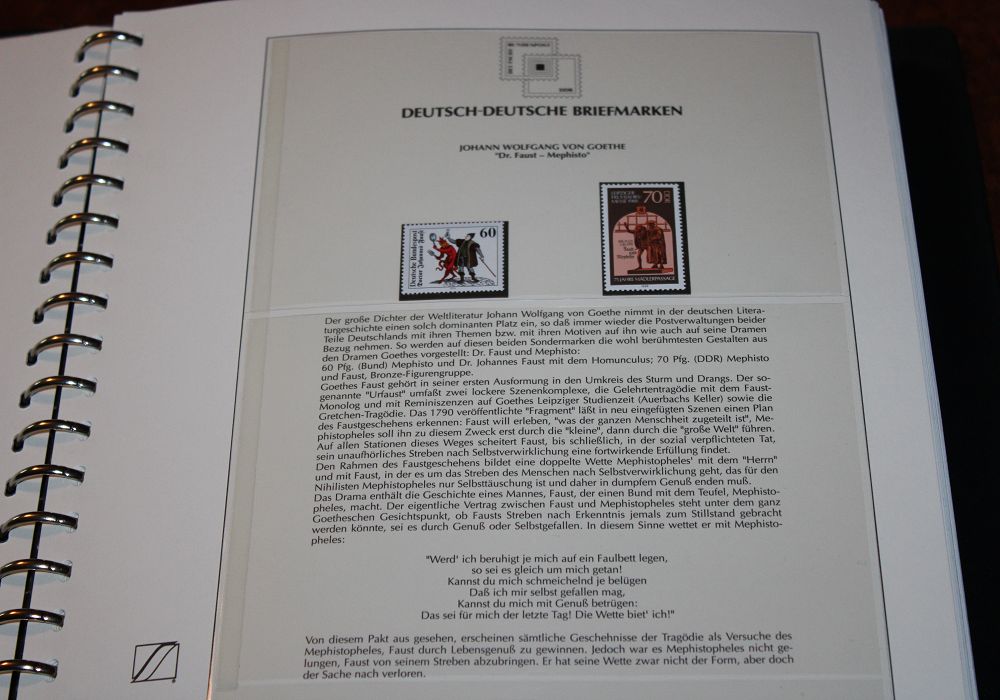 DDR
DEUTSCH-DEUTSCHE BRIEFMARKEN
JOHANN WOLFGANG VON GOETHE
"Dr. Faust – Mephisto"
60
Deutsche Bundespost
Doctor Johannes Faust
LEIPZIGER
MESSE
70
DDR
75 JAHRE MÄDLERPASSAGE
Der große Dichter der Weltliteratur Johann Wolfgang von Goethe nimmt in der deutschen Litera-
turgeschichte einen solch dominanten Platz ein, so daß immer wieder die Postverwaltungen beider
Teile Deutschlands mit ihren Themen bzw. mit ihren Motiven auf ihn wie auch auf seine Dramen
Bezug nehmen. So werden auf diesen beiden Sondermarken die wohl berühmtesten Gestalten aus
den Dramen Goethes vorgestellt: Dr. Faust und Mephisto:
60 Pfg. (Bund) Mephisto und Dr. Johannes Faust mit dem Homunculus; 70 Pfg. (DDR) Mephisto
und Faust, Bronze-Figurengruppe.
Goethes Faust gehört in seiner ersten Ausformung in den Umkreis des Sturm und Drangs. Der so-
genannte "Urfaust" umfaßt zwei lockere Szenenkomplexe, die Gelehrtentragödie mit dem Faust-
Monolog und mit Reminiszenzen auf Goethes Leipziger Studienzeit (Auerbachs Keller) sowie die
Gretchen-Tragödie. Das 1790 veröffentlichte "Fragment" läßt in neu eingefügten Szenen einen Plan
des Faustgeschehens erkennen: Faust will erleben, "was der ganzen Menschheit zugeteilt ist", Me-
phistopheles soll ihn zu diesem Zweck erst durch die "kleine", dann durch die "große Welt" führen.
Auf allen Stationen dieses Weges scheitert Faust, bis schließlich, in der sozial verpflichteten Tat,
sein unaufhörliches Streben nach Selbstverwirklichung eine fortwirkende Erfüllung findet.
Den Rahmen des Faustgeschehens bildet eine doppelte Wette Mephistopheles' mit dem "Herrn"
und mit Faust, in der es um das Streben des Menschen nach Selbstverwirklichung geht, das für den
Nihilisten Mephistopheles nur Selbsttäuschung ist und daher in dumpfem Genuß enden muß.
Das Drama enthält die Geschichte eines Mannes, Faust, der einen Bund mit dem Teufel, Mephisto-
pheles, macht. Der eigentliche Vertrag zwischen Faust und Mephistopheles steht unter dem ganz
Goetheschen Gesichtspunkt, ob Fausts Streben nach Erkenntnis jemals zum Stillstand gebracht
werden könnte, sei es durch Genuß oder Selbstgefallen. In diesem Sinne wettet er mit Mephisto-
pheles:
"Werd' ich beruhigt je mich auf ein Faulbett legen,
so sei es gleich um mich getan!
Kannst du mich schmeichelnd je belügen
Daß ich mir selbst gefallen mag,
Kannst du mich mit Genuß betrügen:
Das sei für mich der letzte Tag! Die Wette biet' ich!"
Von diesem Pakt aus gesehen, erscheinen sämtliche Geschehnisse der Tragödie als Versuche des
Mephistopheles, Faust durch Lebensgenuß zu gewinnen. Jedoch war es Mephistopheles nicht ge-
lungen, Faust von seinem Streben abzubringen. Er hat seine Wette zwar nicht der Form, aber doch
der Sache nach verloren.